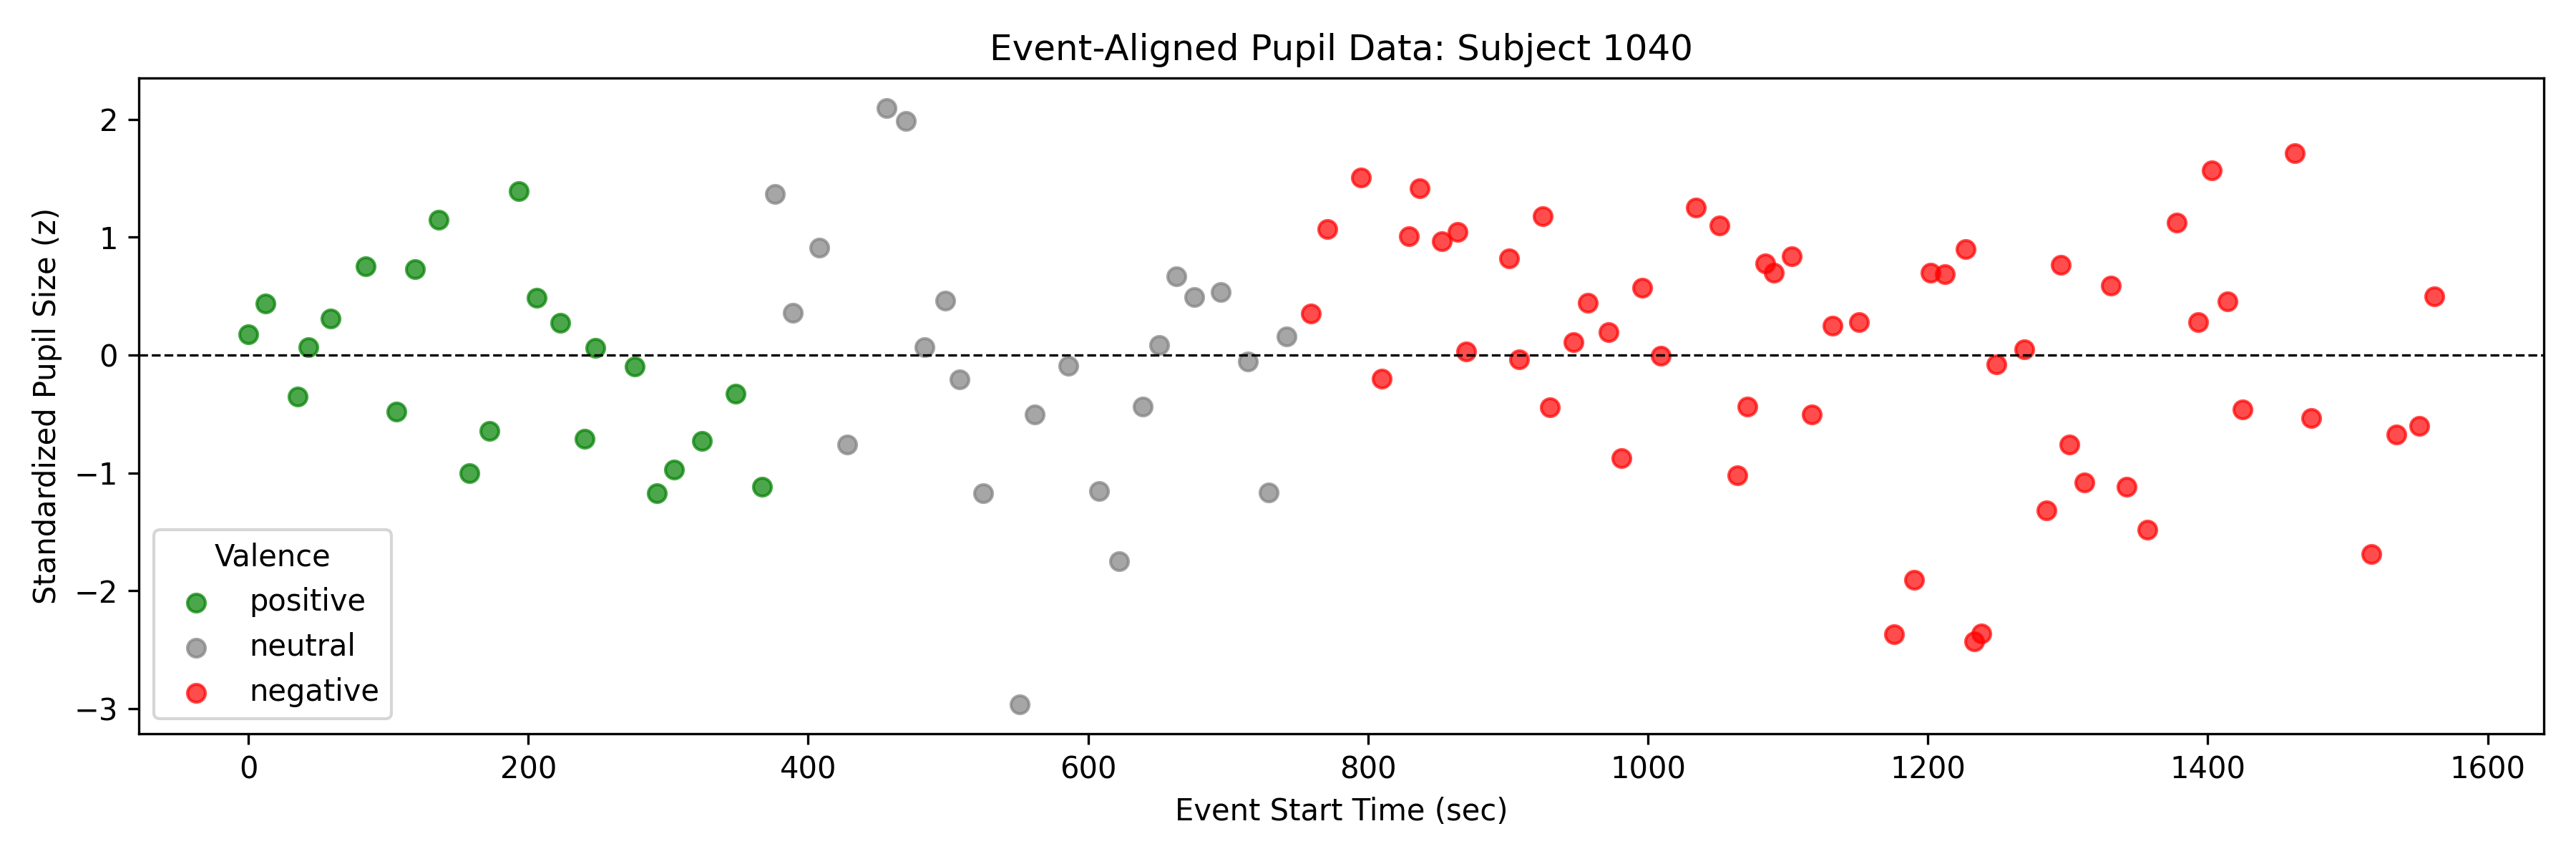 Event-Aligned Pupil Data: Subject 1040
Standardized Pupil Size (z)
2
1
0
−1
−2
−3
Valence
positive
neutral
negative
0 200 400 600 800 1000 1200 1400 1600
Event Start Time (sec)